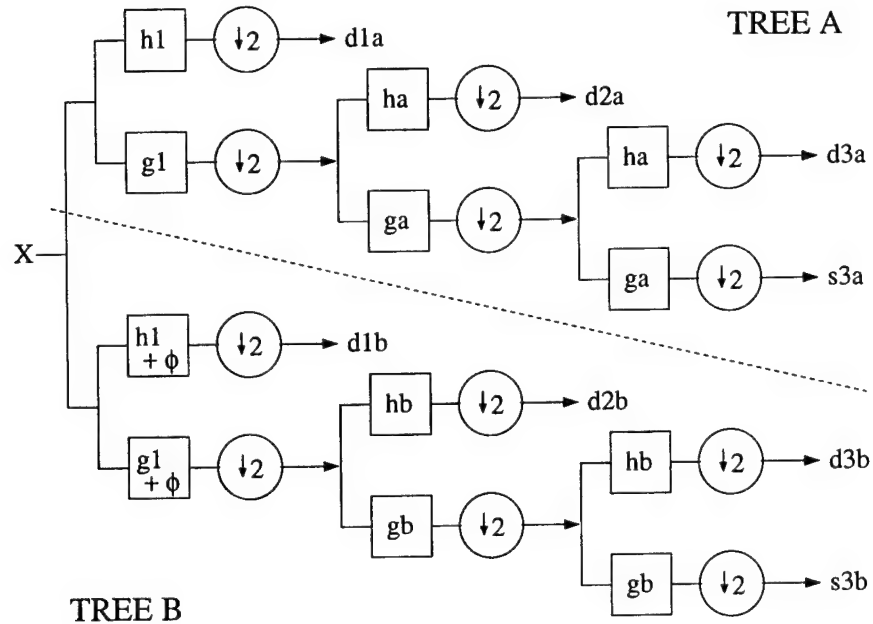 TREE A
h1 ↓2 d1a
ha ↓2 d2a
g1 ↓2
ha ↓2 d3a
ga ↓2
X
ga ↓2 s3a
h1 + ϕ ↓2 d1b
hb ↓2 d2b
g1 + ϕ ↓2
hb ↓2 d3b
gb ↓2
gb ↓2 s3b
TREE B